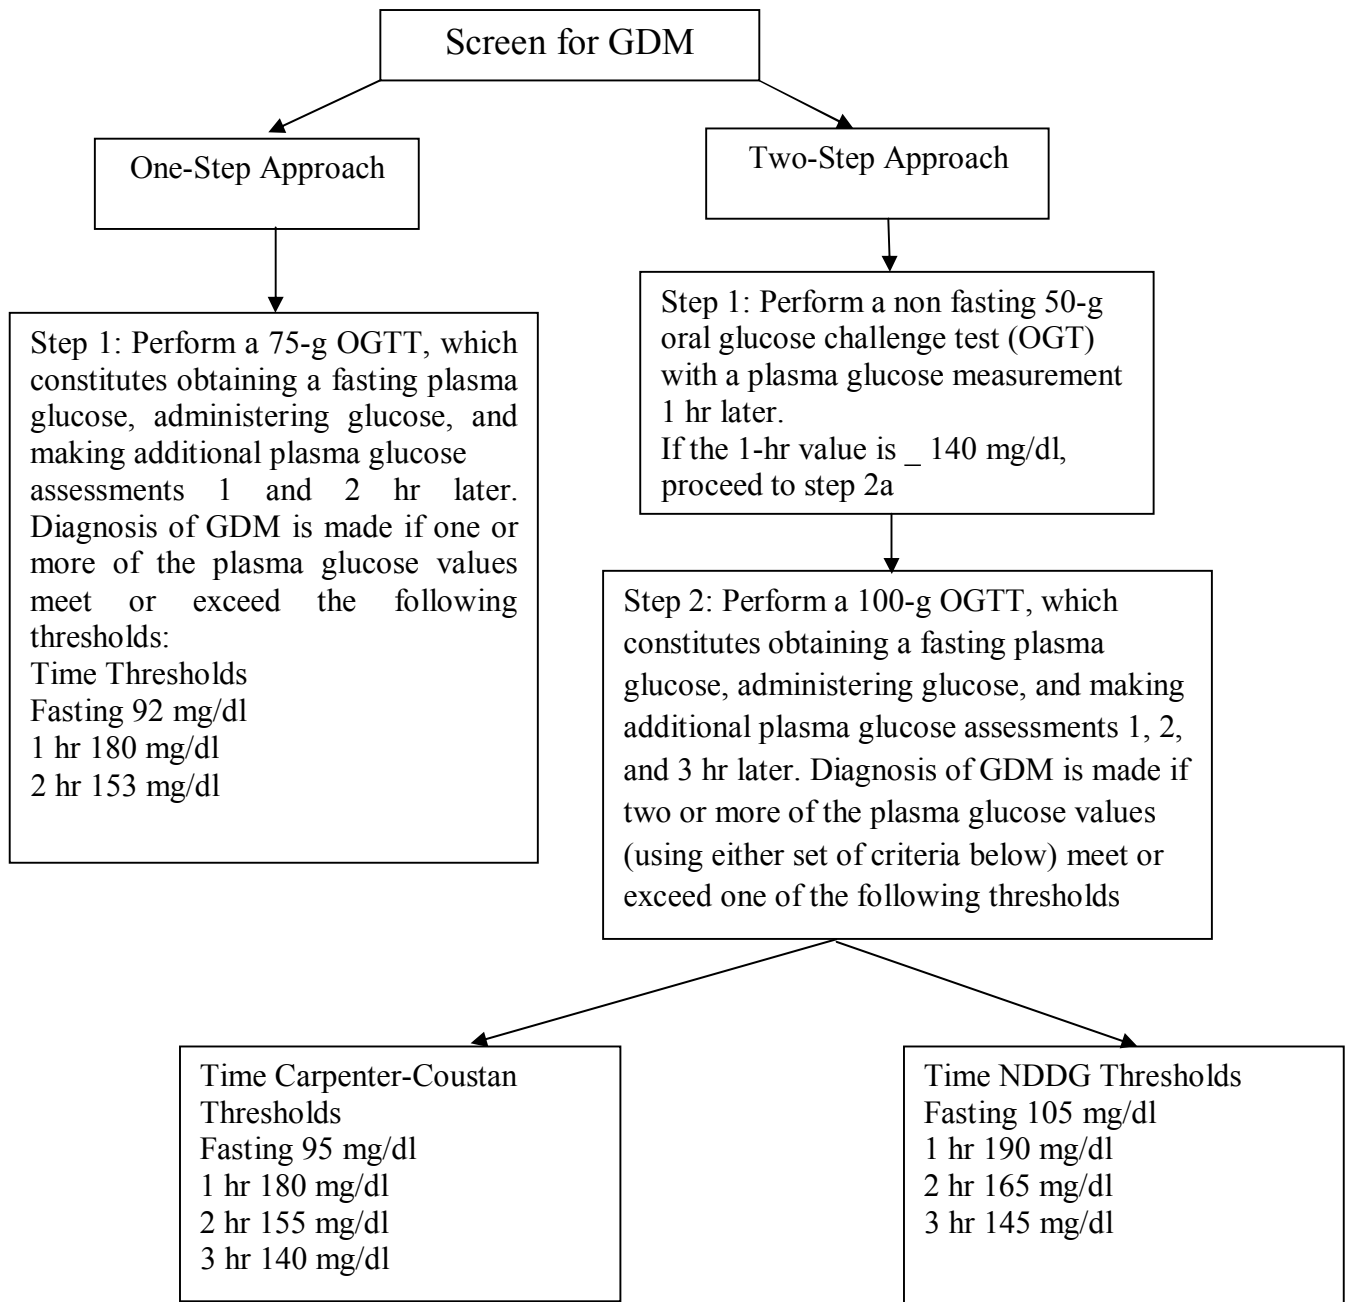 Screen for GDM
One-Step Approach
Two-Step Approach
Step 1: Perform a 75-g OGTT, which
constitutes obtaining a fasting plasma
glucose, administering glucose, and
making additional plasma glucose
assessments 1 and 2 hr later.
Diagnosis of GDM is made if one or
more of the plasma glucose values
meet or exceed the following
thresholds:
Time Thresholds
Fasting 92 mg/dl
1 hr 180 mg/dl
2 hr 153 mg/dl
Step 1: Perform a non fasting 50-g
oral glucose challenge test (OGT)
with a plasma glucose measurement
1 hr later.
If the 1-hr value is _ 140 mg/dl,
proceed to step 2a
Step 2: Perform a 100-g OGTT, which
constitutes obtaining a fasting plasma
glucose, administering glucose, and making
additional plasma glucose assessments 1, 2,
and 3 hr later. Diagnosis of GDM is made if
two or more of the plasma glucose values
(using either set of criteria below) meet or
exceed one of the following thresholds
Time Carpenter-Coustan
Thresholds
Fasting 95 mg/dl
1 hr 180 mg/dl
2 hr 155 mg/dl
3 hr 140 mg/dl
Time NDDG Thresholds
Fasting 105 mg/dl
1 hr 190 mg/dl
2 hr 165 mg/dl
3 hr 145 mg/dl